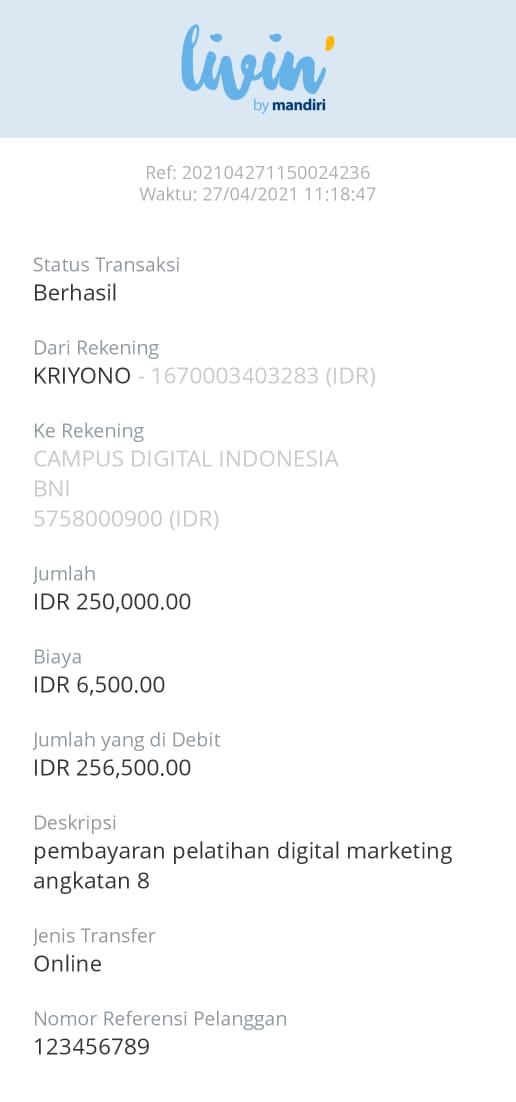 livin'
by mandiri
Ref: 202104271150024236
Waktu: 27/04/2021 11:18:47
Status Transaksi
Berhasil
Dari Rekening
KRIYONO - 1670003403283 (IDR)
Ke Rekening
CAMPUS DIGITAL INDONESIA
BNI
5758000900 (IDR)
Jumlah
IDR 250,000.00
Biaya
IDR 6,500.00
Jumlah yang di Debit
IDR 256,500.00
Deskripsi
pembayaran pelatihan digital marketing
angkatan 8
Jenis Transfer
Online
Nomor Referensi Pelanggan
123456789